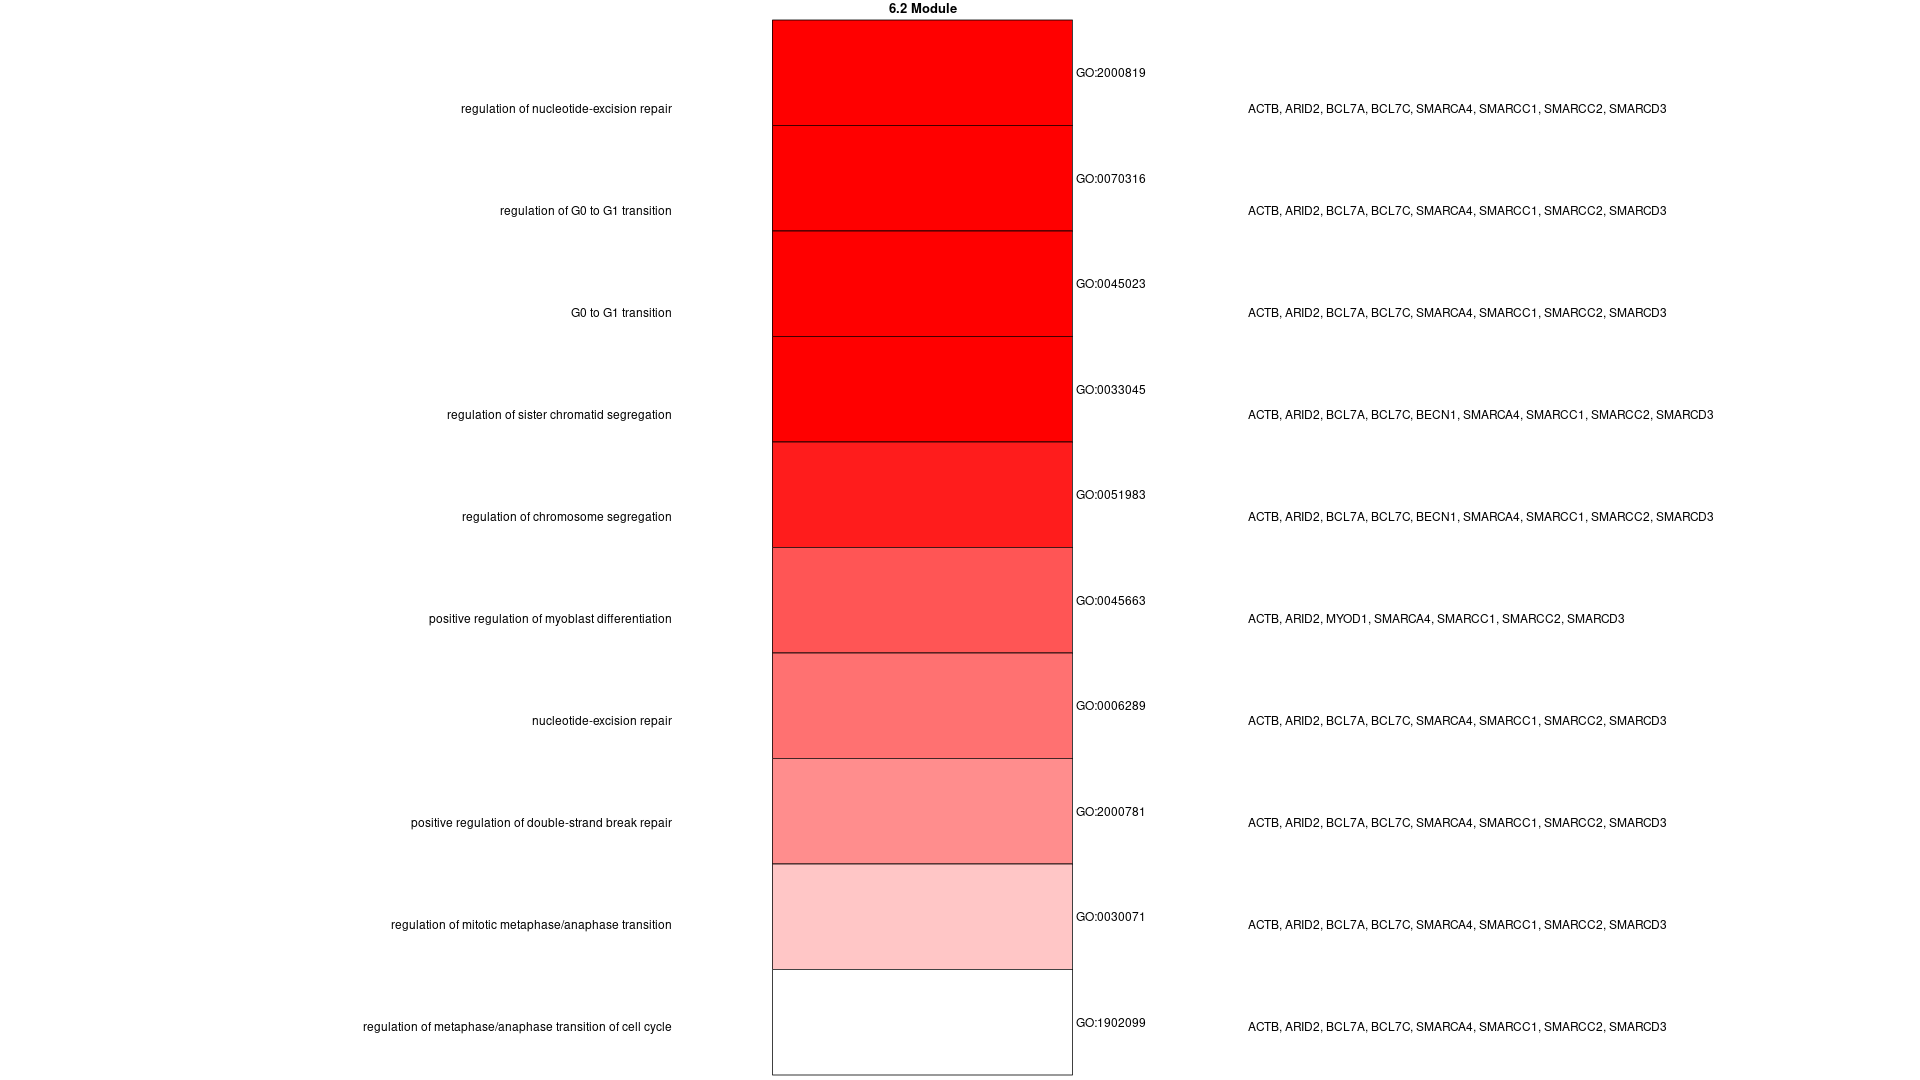 6.2 Module
GO:2000819
regulation of nucleotide-excision repair
ACTB, ARID2, BCL7A, BCL7C, SMARCA4, SMARCC1, SMARCC2, SMARCD3
GO:0070316
regulation of G0 to G1 transition
ACTB, ARID2, BCL7A, BCL7C, SMARCA4, SMARCC1, SMARCC2, SMARCD3
GO:0045023
G0 to G1 transition
ACTB, ARID2, BCL7A, BCL7C, SMARCA4, SMARCC1, SMARCC2, SMARCD3
GO:0033045
regulation of sister chromatid segregation
ACTB, ARID2, BCL7A, BCL7C, BECN1, SMARCA4, SMARCC1, SMARCC2, SMARCD3
GO:0051983
regulation of chromosome segregation
ACTB, ARID2, BCL7A, BCL7C, BECN1, SMARCA4, SMARCC1, SMARCC2, SMARCD3
GO:0045663
positive regulation of myoblast differentiation
ACTB, ARID2, MYOD1, SMARCA4, SMARCC1, SMARCC2, SMARCD3
GO:0006289
nucleotide-excision repair
ACTB, ARID2, BCL7A, BCL7C, SMARCA4, SMARCC1, SMARCC2, SMARCD3
GO:2000781
positive regulation of double-strand break repair
ACTB, ARID2, BCL7A, BCL7C, SMARCA4, SMARCC1, SMARCC2, SMARCD3
GO:0030071
regulation of mitotic metaphase/anaphase transition
ACTB, ARID2, BCL7A, BCL7C, SMARCA4, SMARCC1, SMARCC2, SMARCD3
GO:1902099
regulation of metaphase/anaphase transition of cell cycle
ACTB, ARID2, BCL7A, BCL7C, SMARCA4, SMARCC1, SMARCC2, SMARCD3